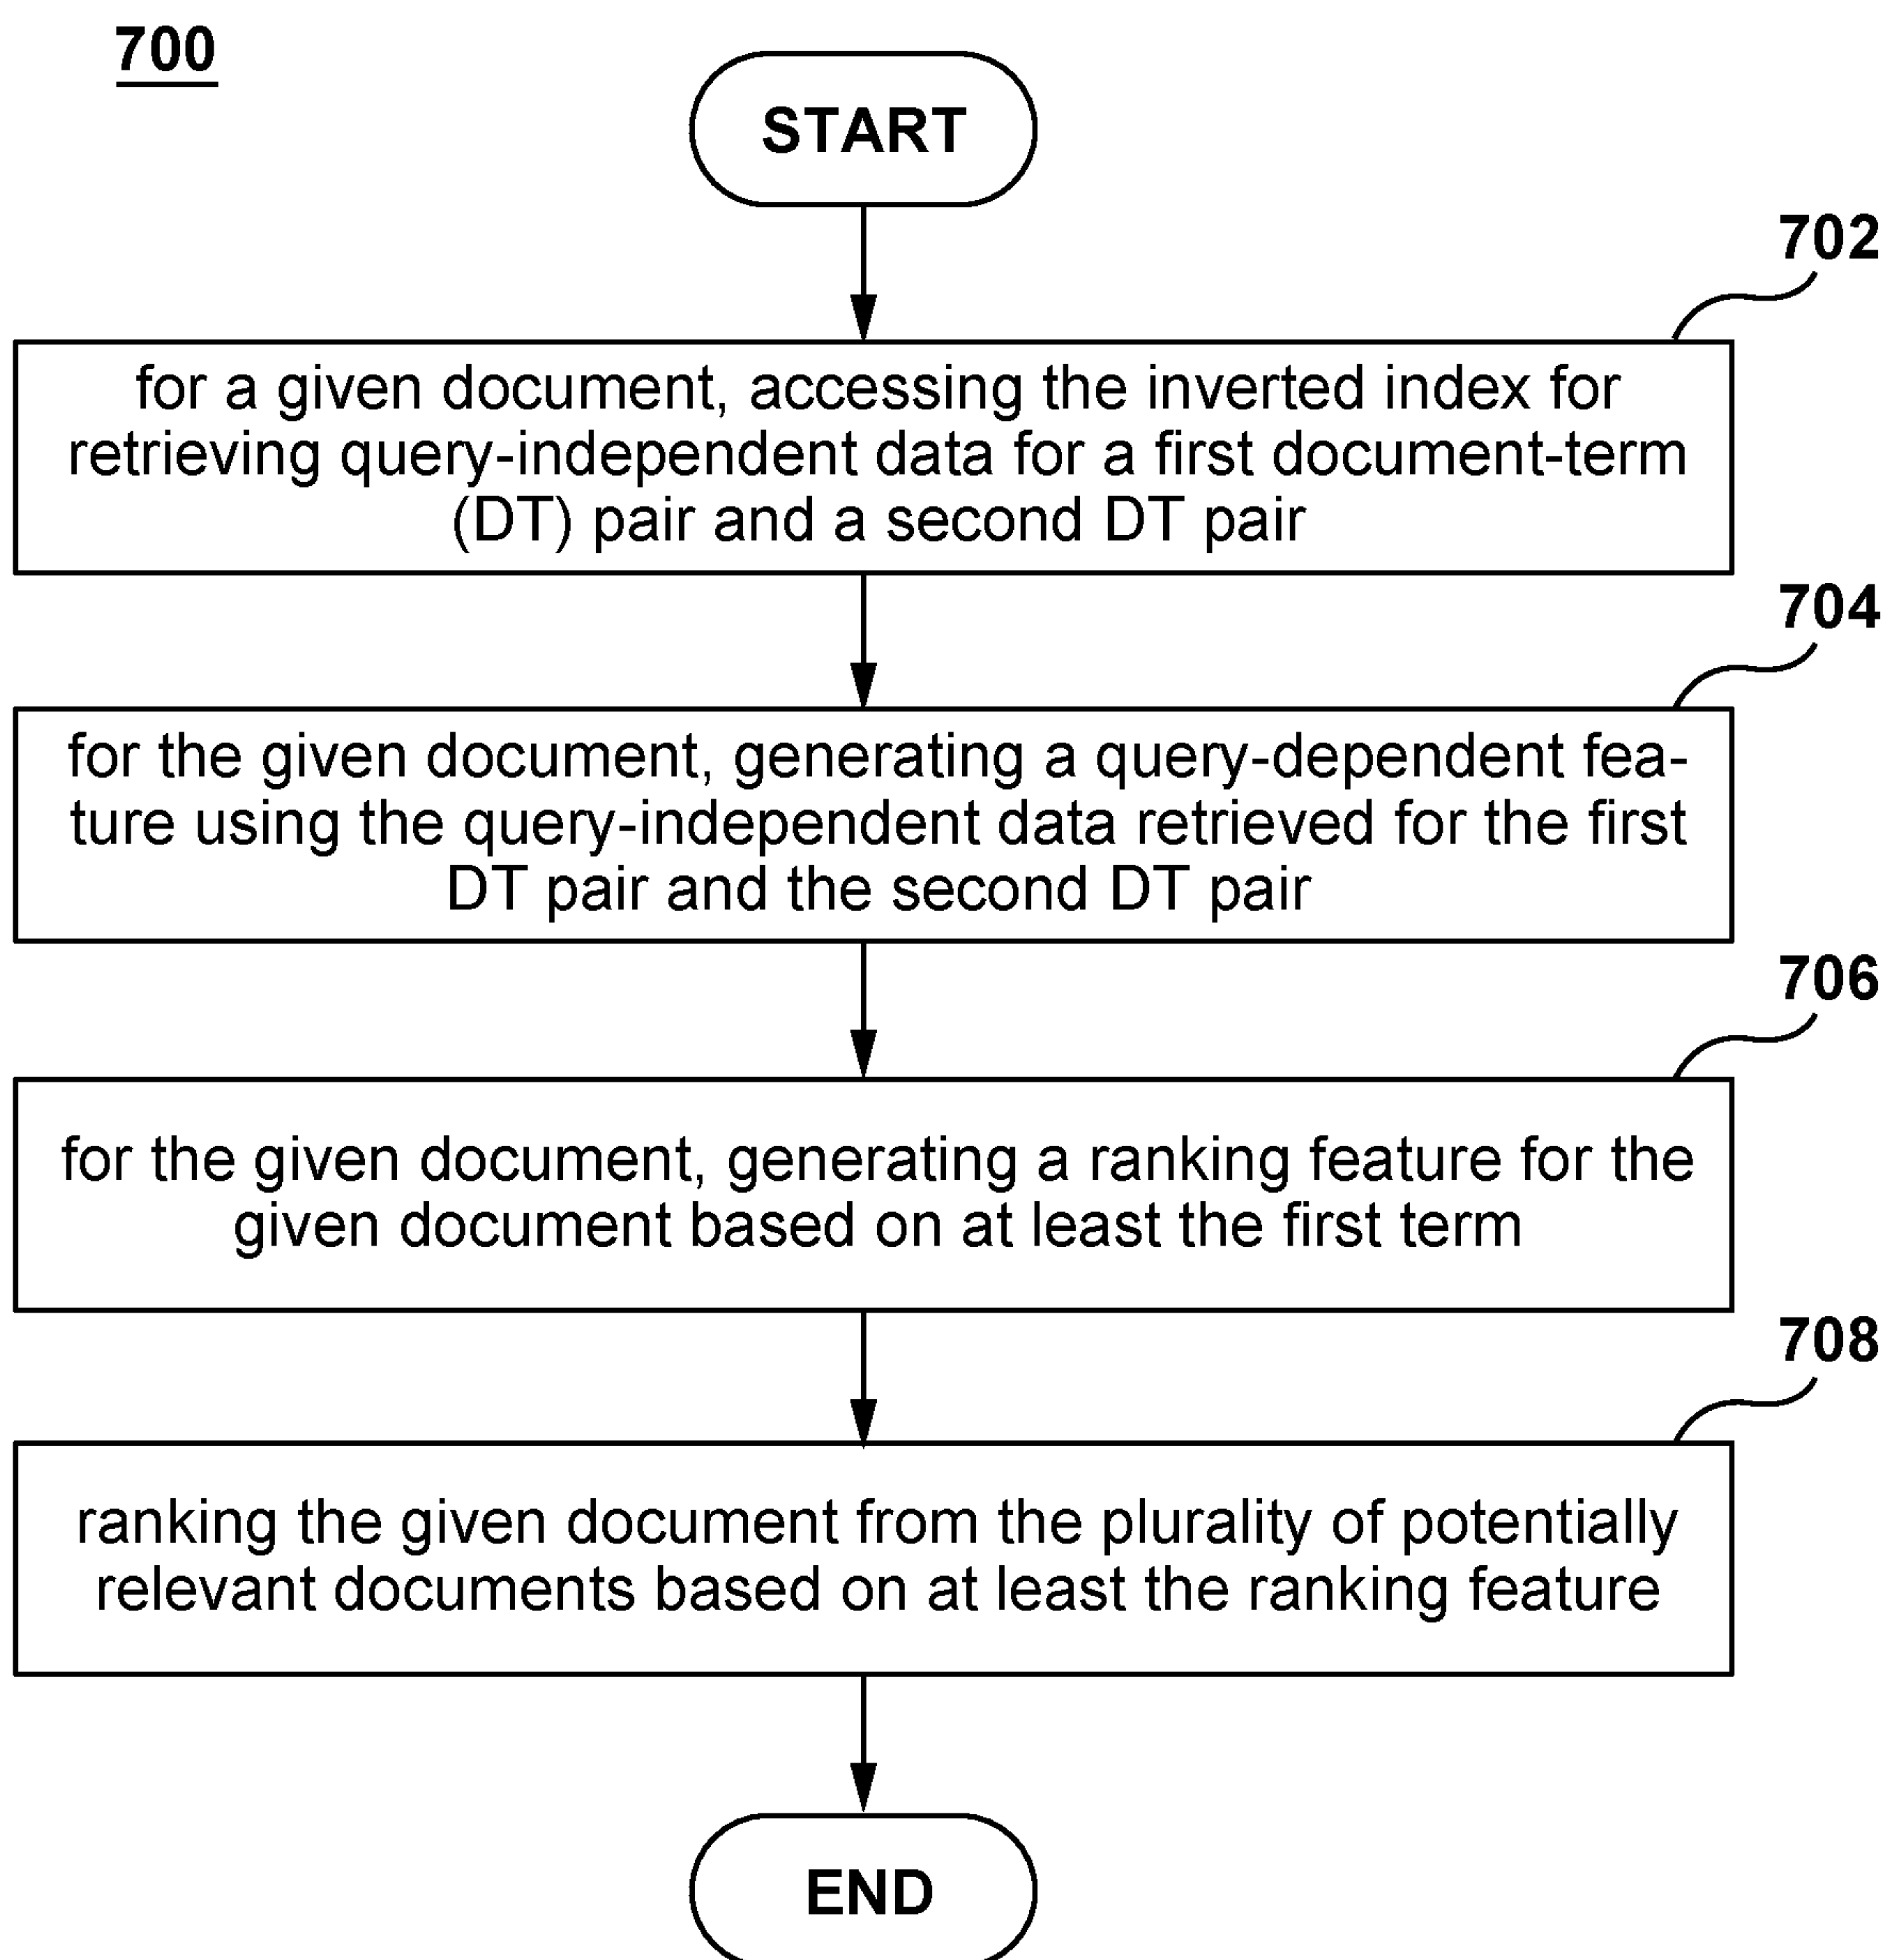 700
START
702
for a given document, accessing the inverted index for
retrieving query-independent data for a first document-term
(DT) pair and a second DT pair
704
for the given document, generating a query-dependent fea-
ture using the query-independent data retrieved for the first
DT pair and the second DT pair
706
for the given document, generating a ranking feature for the
given document based on at least the first term
708
ranking the given document from the plurality of potentially
relevant documents based on at least the ranking feature
END